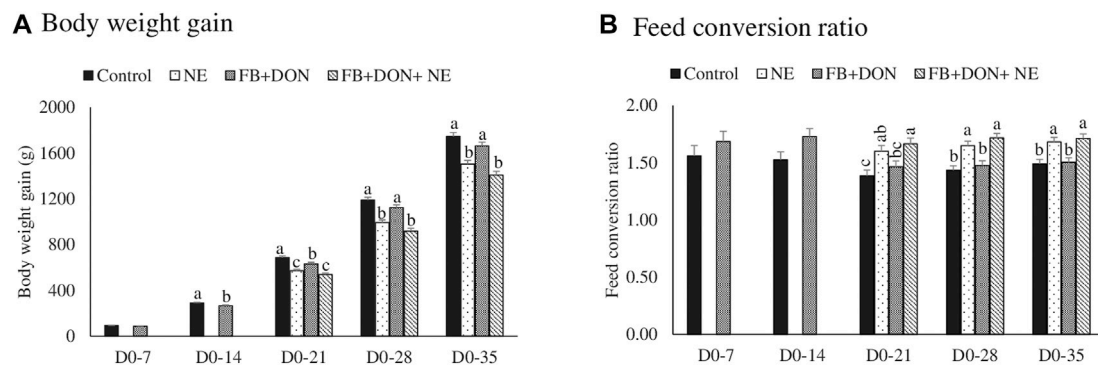 A Body weight gain
Control NE FB+DON FB+DON+ NE
Body weight gain (g)
2000
1600
1200
800
400
0
a b
a c b c
a b a b
a b a b
D0-7 D0-14 D0-21 D0-28 D0-35
B Feed conversion ratio
Control NE FB+DON FB+DON+ NE
Feed conversion ratio
2.00
1.50
1.00
0.50
0.00
c ab bc a
b a b a
b a b a
D0-7 D0-14 D0-21 D0-28 D0-35